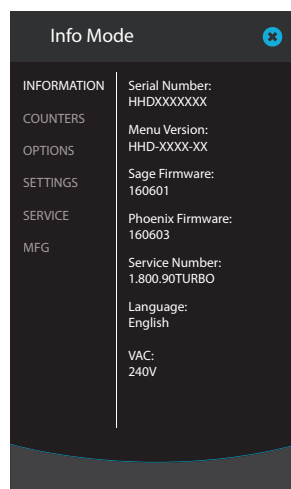 Info Mode
INFORMATION
COUNTERS
OPTIONS
SETTINGS
SERVICE
MFG
Serial Number:
HHDXXXXXXX
Menu Version:
HHD-XXXX-XX
Sage Firmware:
160601
Phoenix Firmware:
160603
Service Number:
1.800.90TURBO
Language:
English
VAC:
240V